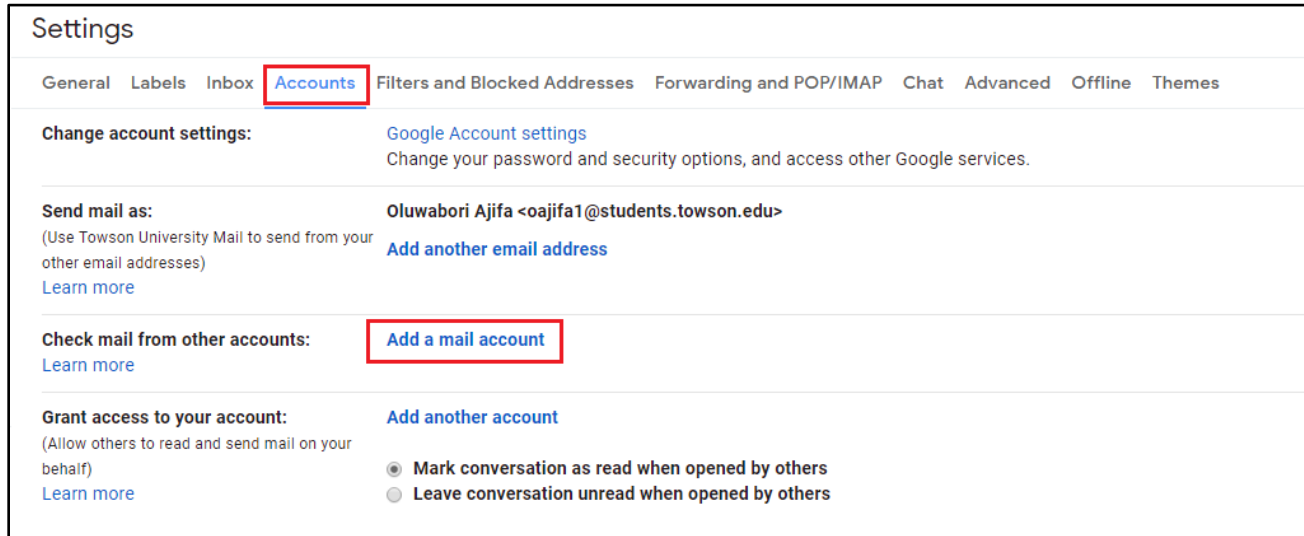 Settings
General Labels Inbox Accounts Filters and Blocked Addresses Forwarding and POP/IMAP Chat Advanced Offline Themes
Change account settings:
Google Account settings
Change your password and security options, and access other Google services.
Send mail as:
(Use Towson University Mail to send from your
other email addresses)
Learn more
Oluwabori Ajifa <oajifa1@students.towson.edu>
Add another email address
Check mail from other accounts:
Learn more
Add a mail account
Grant access to your account:
(Allow others to read and send mail on your
behalf)
Learn more
Add another account
Mark conversation as read when opened by others
Leave conversation unread when opened by others